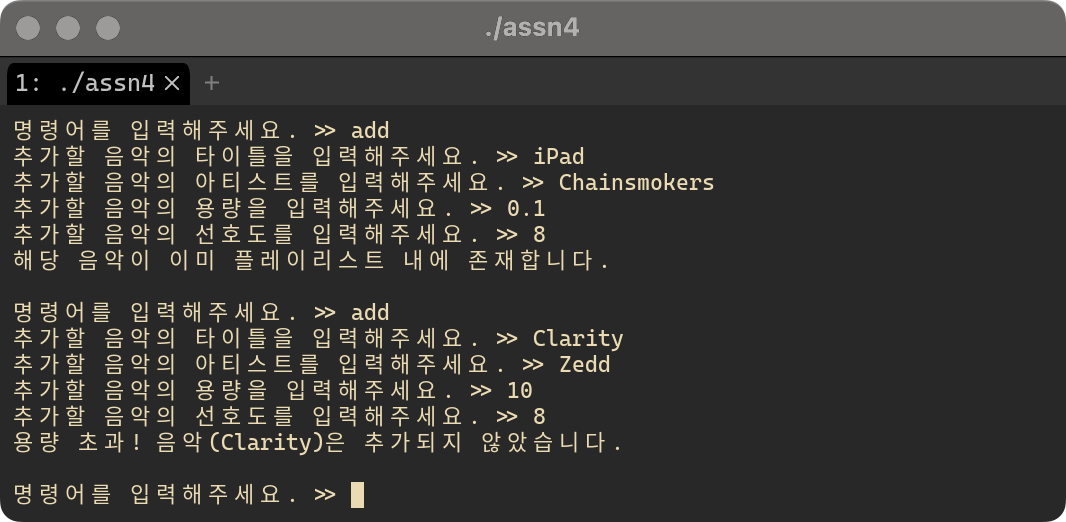 ./assn4
1: ./assn4 × +
명령어를 입력해주세요. >> add
추가할 음악의 타이틀을 입력해주세요. >> iPad
추가할 음악의 아티스트를 입력해주세요. >> Chainsmokers
추가할 음악의 용량을 입력해주세요. >> 0.1
추가할 음악의 선호도를 입력해주세요. >> 8
해당 음악이 이미 플레이리스트 내에 존재합니다.
명령어를 입력해주세요. >> add
추가할 음악의 타이틀을 입력해주세요. >> Clarity
추가할 음악의 아티스트를 입력해주세요. >> Zedd
추가할 음악의 용량을 입력해주세요. >> 10
추가할 음악의 선호도를 입력해주세요. >> 8
용량 초과! 음악(Clarity)은 추가되지 않았습니다.
명령어를 입력해주세요. >>